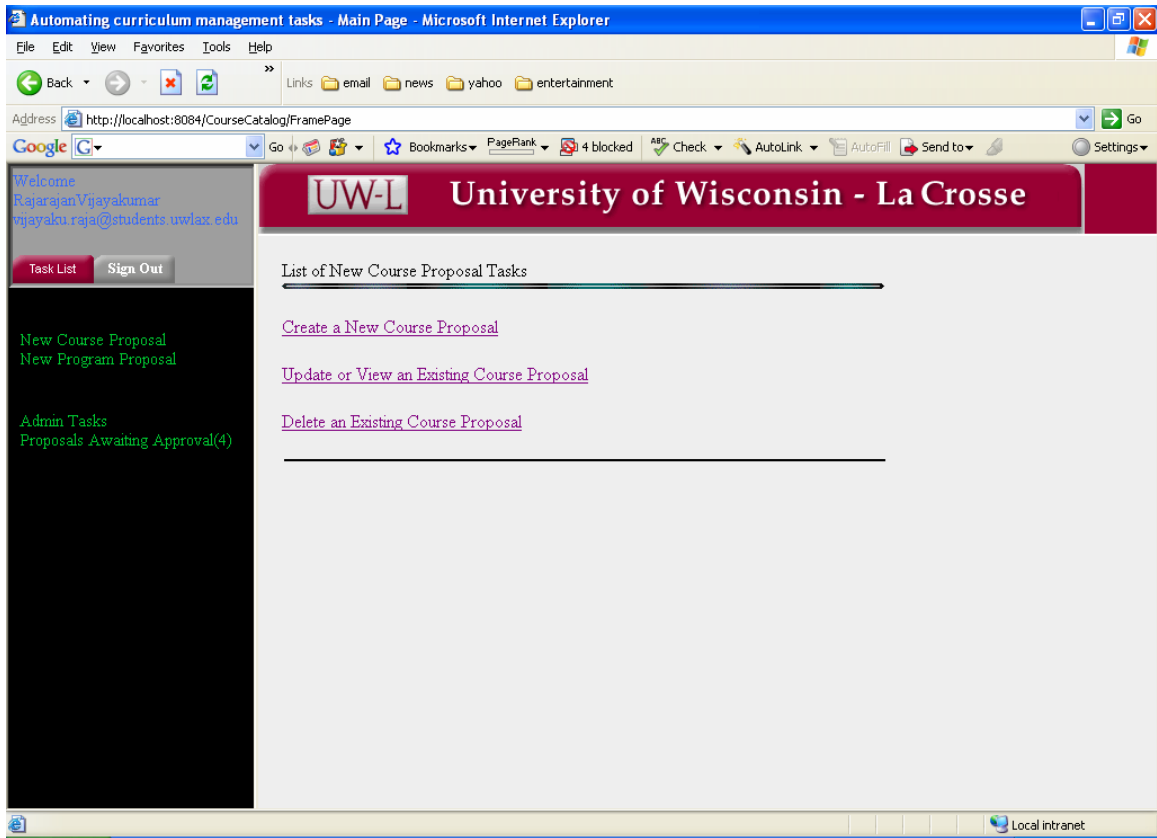 Automating curriculum management tasks - Main Page - Microsoft Internet Explorer
File Edit View Favorites Tools Help
Back » Links email news yahoo entertainment
Address http://localhost:8084/CourseCatalog/FramePage Go
Google G Go Bookmarks PageRank 4 blocked ABC Check AutoLink AutoFill Send to Settings
Welcome
RajarajanVijayakumar
vijayaku.raja@students.uwlax.edu
Task List Sign Out
UW-L University of Wisconsin - La Crosse
New Course Proposal
New Program Proposal
Admin Tasks
Proposals Awaiting Approval(4)
List of New Course Proposal Tasks
Create a New Course Proposal
Update or View an Existing Course Proposal
Delete an Existing Course Proposal
Local intranet